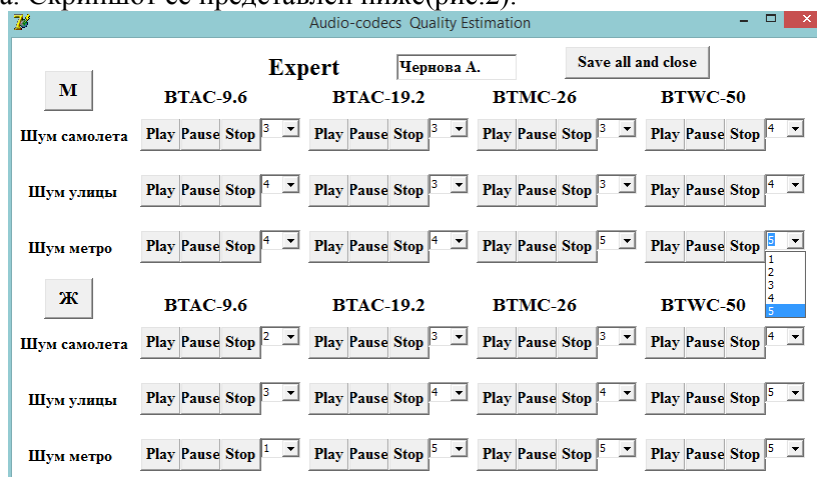 а. Скриншот ее представлен ниже(рис.2).
Audio-codecs Quality Estimation
Expert Чернова А. Save all and close
М BTAC-9.6 BTAC-19.2 BTMC-26 BTWC-50
Шум самолета Play Pause Stop 3 Play Pause Stop 3 Play Pause Stop 3 Play Pause Stop 4
Шум улицы Play Pause Stop 4 Play Pause Stop 3 Play Pause Stop 3 Play Pause Stop 4
Шум метро Play Pause Stop 4 Play Pause Stop 4 Play Pause Stop 5 Play Pause Stop 5
1
2
3
4
5
Ж BTAC-9.6 BTAC-19.2 BTMC-26 BTWC-50
Шум самолета Play Pause Stop 2 Play Pause Stop 3 Play Pause Stop 3 Play Pause Stop 4
Шум улицы Play Pause Stop 3 Play Pause Stop 4 Play Pause Stop 4 Play Pause Stop 5
Шум метро Play Pause Stop 1 Play Pause Stop 5 Play Pause Stop 5 Play Pause Stop 5